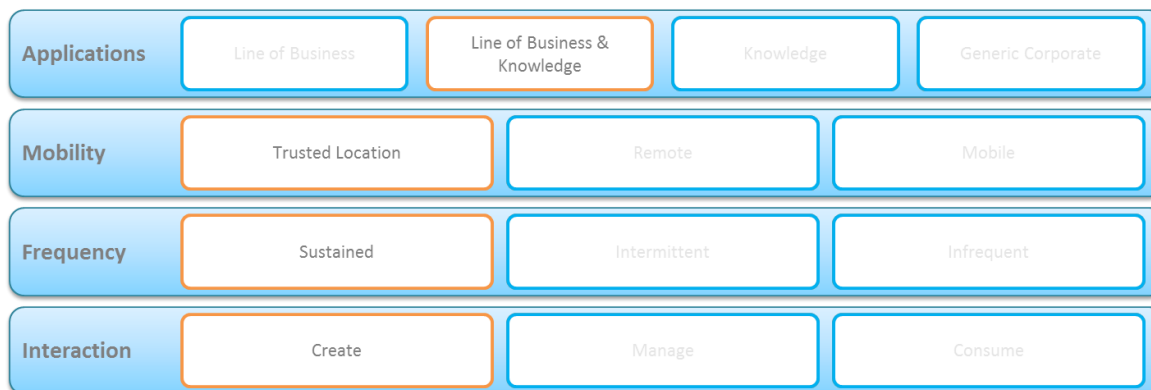 Applications
Line of Business
Line of Business &
Knowledge
Knowledge
Generic Corporate
Mobility
Trusted Location
Remote
Mobile
Frequency
Sustained
Intermittent
Infrequent
Interaction
Create
Manage
Consume